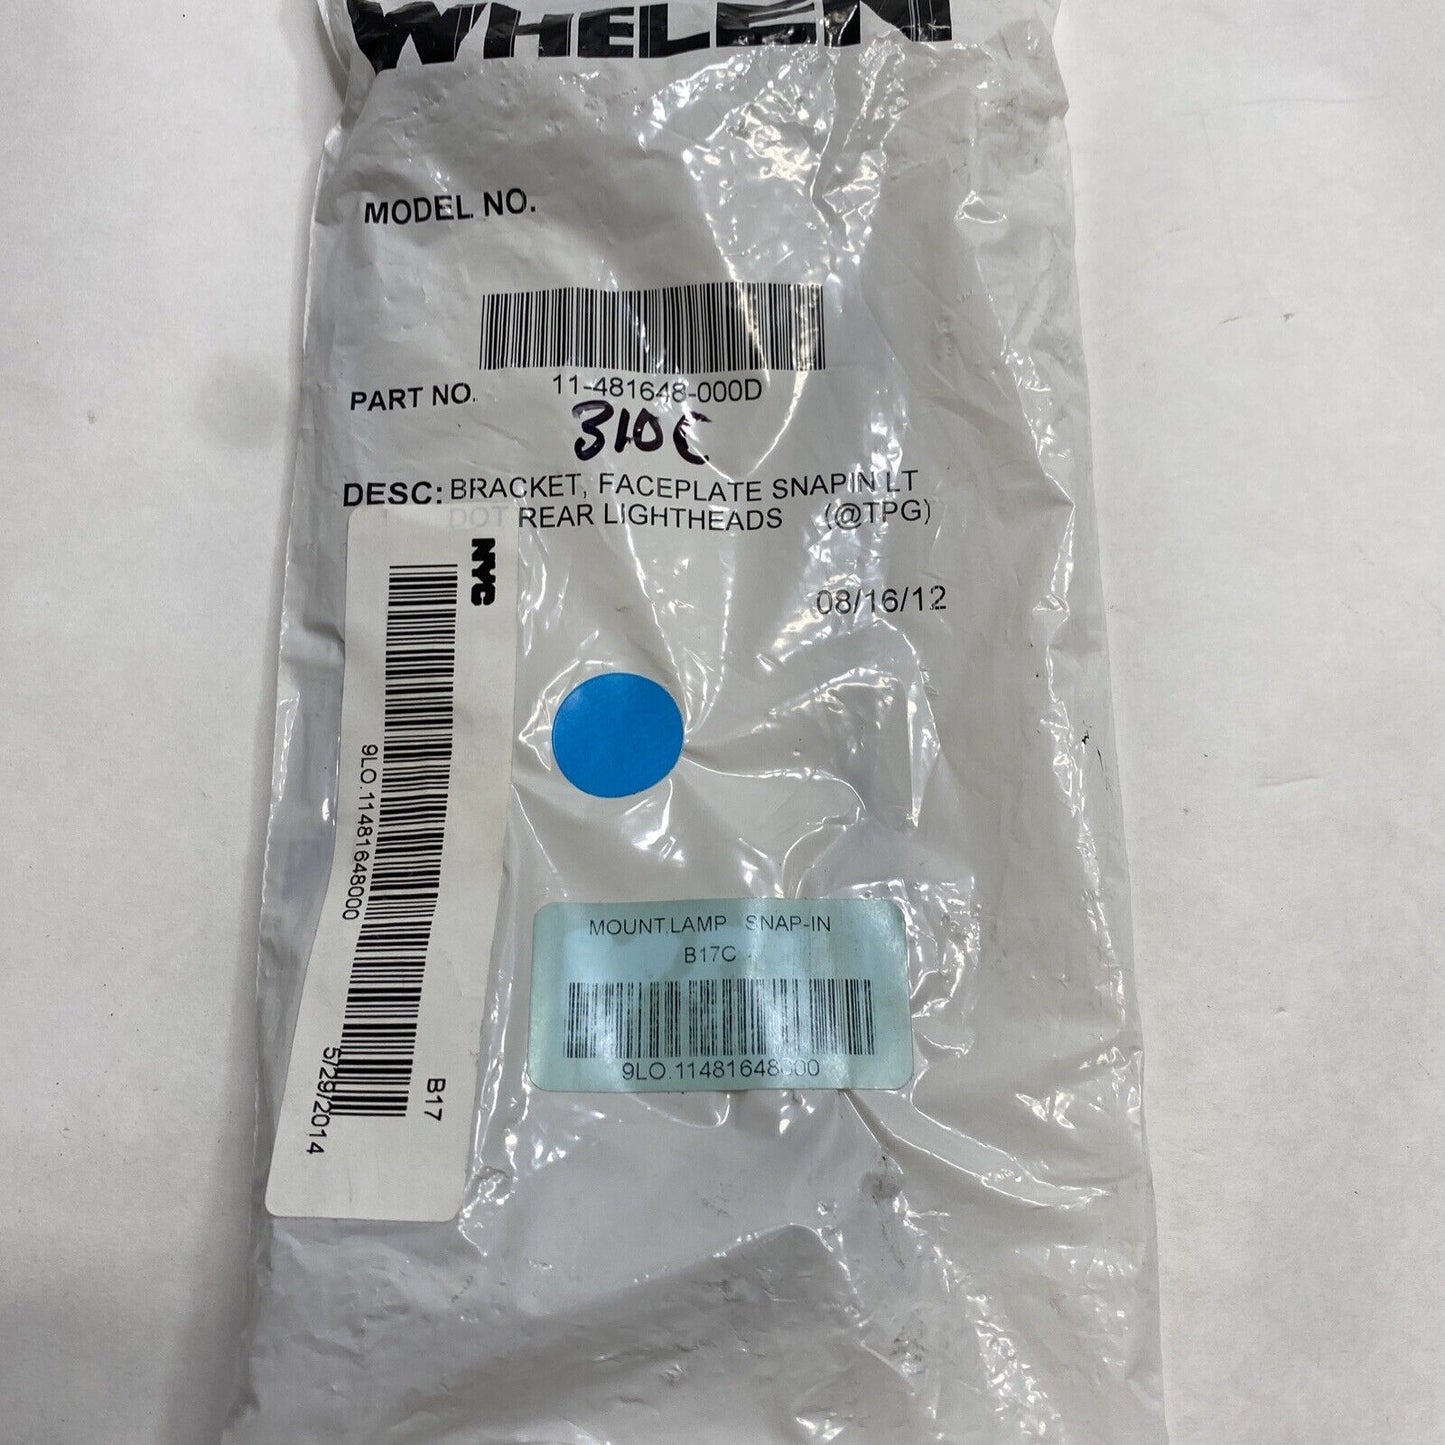 WHELEN
MODEL NO.
PART NO. 11-481648-000D
310C
DESC: BRACKET, FACEPLATE SNAPIN LT
DOT REAR LIGHTHEADS (@TPG)
08/16/12
NYC
9LO.11481648000
B17
5/29/2014
MOUNT.LAMP SNAP-IN
B17C
9LO.11481648000